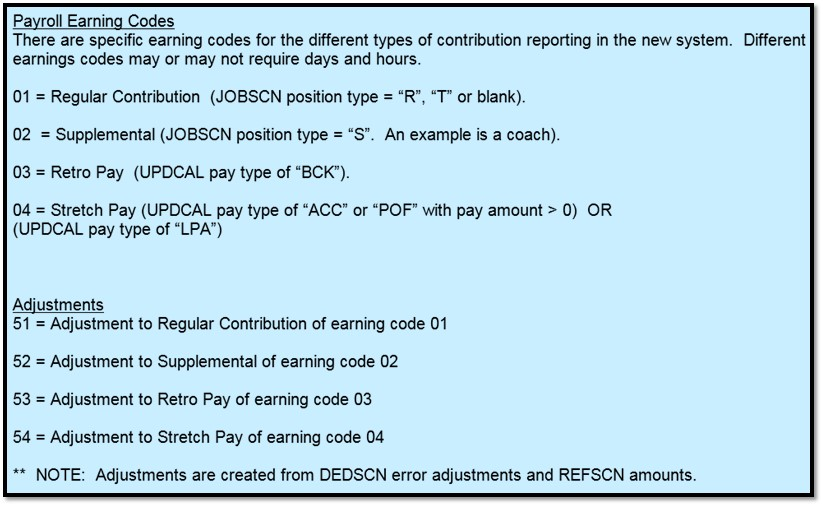 Payroll Earning Codes
There are specific earning codes for the different types of contribution reporting in the new system.  Different
earnings codes may or may not require days and hours.
01 = Regular Contribution  (JOBSCN position type = “R”, “T” or blank).
02  = Supplemental (JOBSCN position type = “S”.  An example is a coach).
03 = Retro Pay  (UPDCAL pay type of “BCK”).
04 = Stretch Pay (UPDCAL pay type of “ACC” or “POF” with pay amount > 0)  OR
(UPDCAL pay type of “LPA”)
Adjustments
51 = Adjustment to Regular Contribution of earning code 01
52 = Adjustment to Supplemental of earning code 02
53 = Adjustment to Retro Pay of earning code 03
54 = Adjustment to Stretch Pay of earning code 04
**  NOTE:  Adjustments are created from DEDSCN error adjustments and REFSCN amounts.